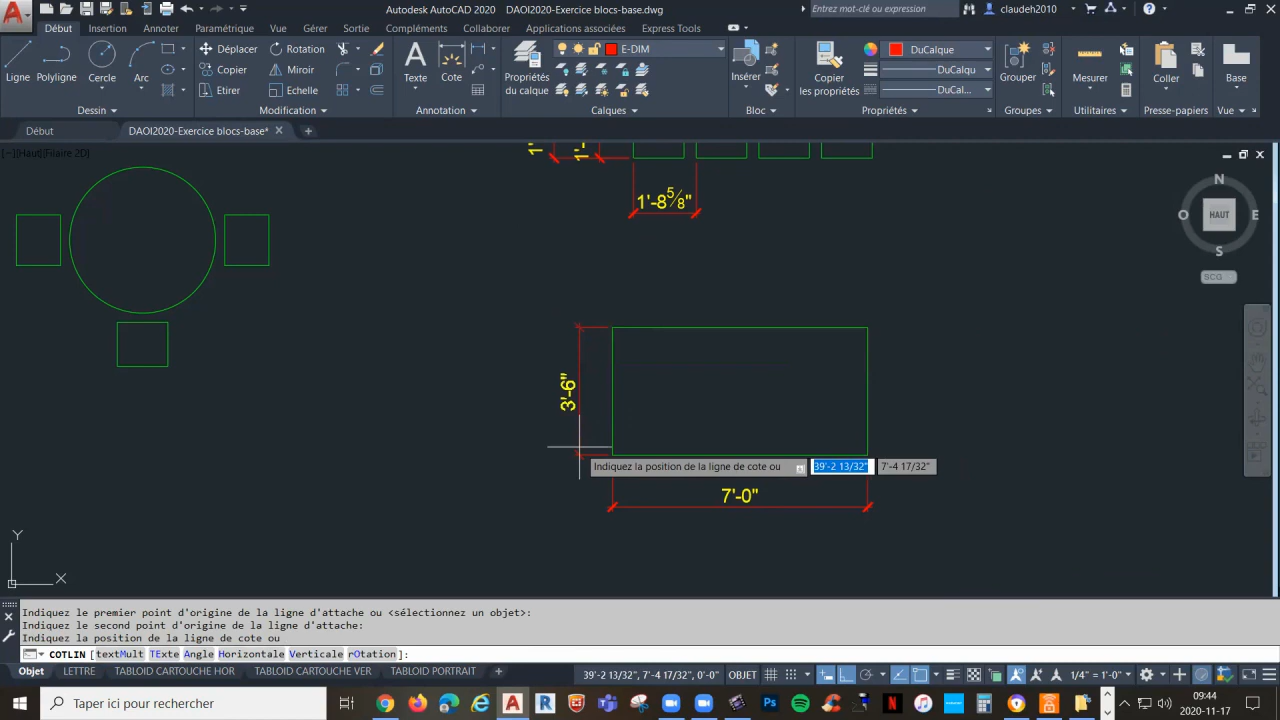 Autodesk AutoCAD 2020 DAOI2020-Exercice blocs-base.dwg
Entrez mot-clé ou expression
claudeh2010
Début Insertion Annoter Paramétrique Vue Gérer Sortie Compléments Collaborer Applications associées Express Tools
Ligne Polyligne Cercle Arc
Déplacer Rotation
Copier Miroir
Etirer Echelle
Texte Cote
Propriétés du calque
E-DIM
Insérer
Copier les propriétés
DuCalque
DuCalqu
DuCal...
Grouper Mesurer Coller Base
Dessin Modification Annotation Calques Bloc Propriétés Groupes Utilitaires Presse-papiers Vue
Début DAOI2020-Exercice blocs-base*
[−][Haut][Filaire 2D]
N
O HAUT E
S
SCG
1'-8 5/8"
3'-6"
Indiquez la position de la ligne de cote ou 39'-2 13/32" 7'-4 17/32"
7'-0"
Y
X
Indiquez le premier point d'origine de la ligne d'attache ou <sélectionnez un objet>:
Indiquez le second point d'origine de la ligne d'attache:
Indiquez la position de la ligne de cote ou
COTLIN [textMult TExte Angle Horizontale Verticale rOtation]:
Objet LETTRE TABLOID CARTOUCHE HOR TABLOID CARTOUCHE VER TABLOID PORTRAIT
39'-2 13/32", 7'-4 17/32", 0'-0" OBJET 1/4" = 1'-0"
Taper ici pour rechercher
09:44
2020-11-17